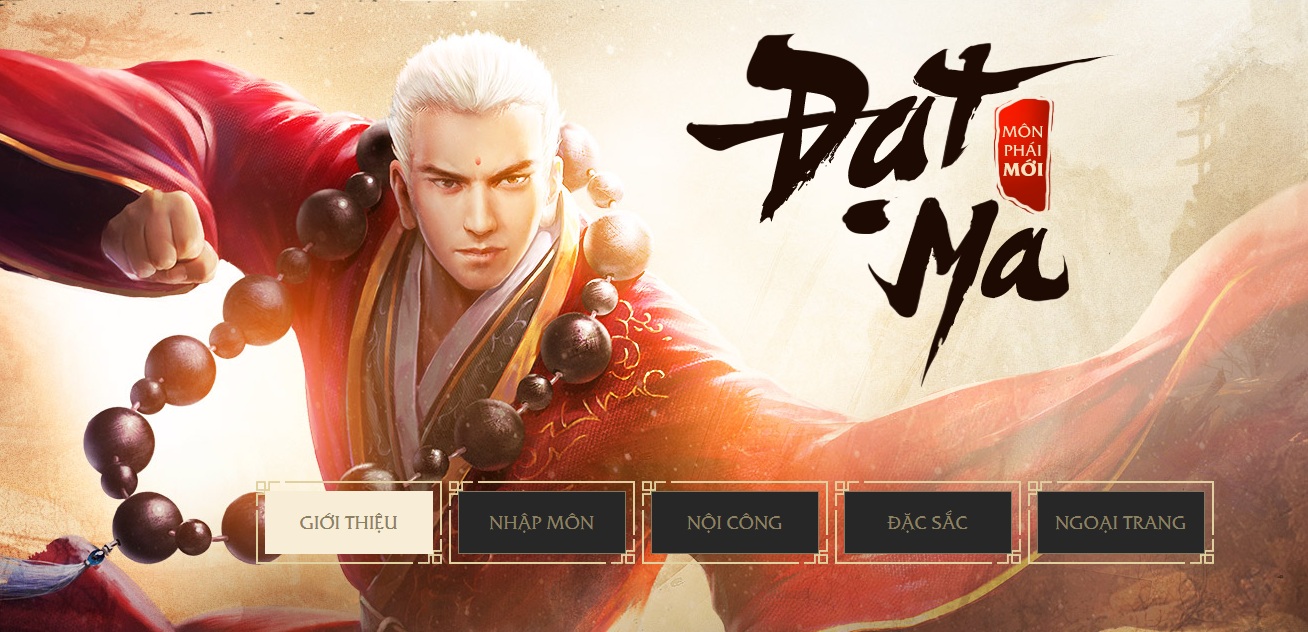 Đạt
Ma
MÔN
PHÁI
MỚI
GIỚI THIỆU
NHẬP MÔN
NỘI CÔNG
ĐẶC SẮC
NGOẠI TRANG